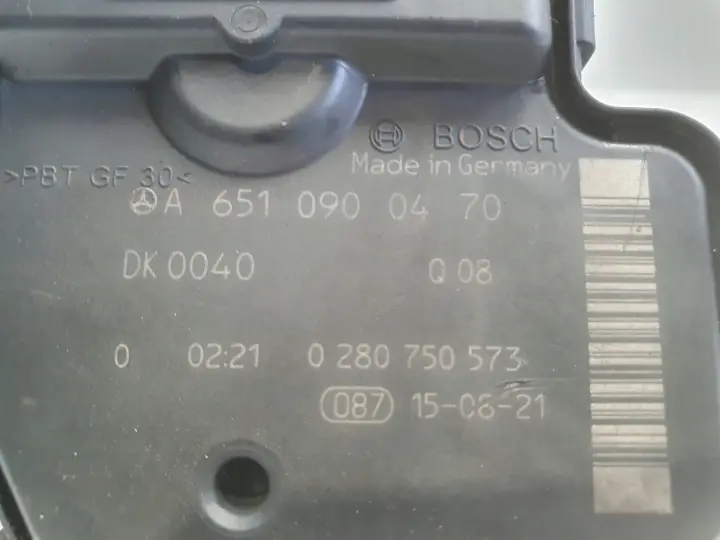 BOSCH
Made in Germany
>PBT GF 30<
A 651 090 04 70
DK 0040 Q 08
0 02:21 0 280 750 573
087 15-06-21